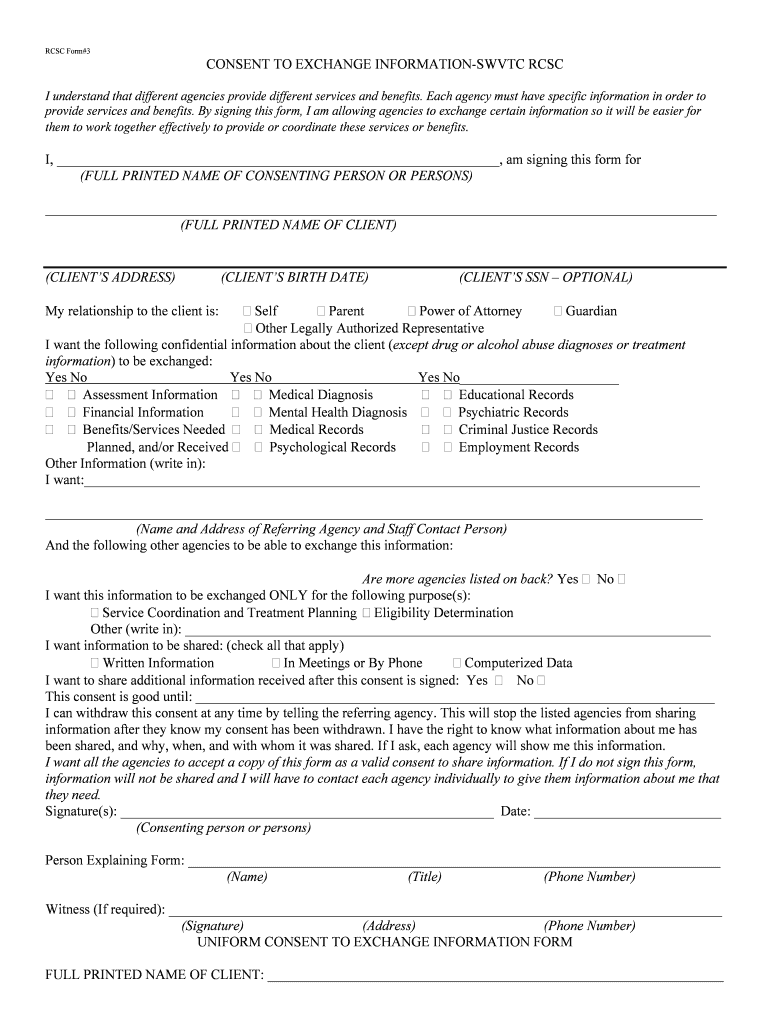 RCSC Form#3
CONSENT TO EXCHANGE INFORMATION-SWVTC RCSC
I understand that different agencies provide different services and benefits. Each agency must have specific information in order to
provide services and benefits. By signing this form, I am allowing agencies to exchange certain information so it will be easier for
them to work together effectively to provide or coordinate these services or benefits.
I, ________________, am signing this form for
(FULL PRINTED NAME OF CONSENTING PERSON OR PERSONS)
(FULL PRINTED NAME OF CLIENT)
(CLIENT'S ADDRESS) (CLIENT'S BIRTH DATE) (CLIENT'S SSN – OPTIONAL)
My relationship to the client is: □ Self □ Parent □ Power of Attorney □ Guardian
□ Other Legally Authorized Representative
I want the following confidential information about the client (except drug or alcohol abuse diagnoses or treatment
information) to be exchanged:
Yes No Yes No Yes No
□ □ Assessment Information □ □ Medical Diagnosis □ □ Educational Records
□ □ Financial Information □ □ Mental Health Diagnosis □ □ Psychiatric Records
□ □ Benefits/Services Needed □ □ Medical Records □ □ Criminal Justice Records
Planned, and/or Received □ □ Psychological Records □ □ Employment Records
Other Information (write in):
I want:________________
(Name and Address of Referring Agency and Staff Contact Person)
And the following other agencies to be able to exchange this information:
Are more agencies listed on back? Yes □ No □
I want this information to be exchanged ONLY for the following purpose(s):
□ Service Coordination and Treatment Planning □ Eligibility Determination
Other (write in): ________________
I want information to be shared: (check all that apply)
□ Written Information □ In Meetings or By Phone □ Computerized Data
I want to share additional information received after this consent is signed: Yes □ No □
This consent is good until: ________________
I can withdraw this consent at any time by telling the referring agency. This will stop the listed agencies from sharing
information after they know my consent has been withdrawn. I have the right to know what information about me has
been shared, and why, when, and with whom it was shared. If I ask, each agency will show me this information.
I want all the agencies to accept a copy of this form as a valid consent to share information. If I do not sign this form,
information will not be shared and I will have to contact each agency individually to give them information about me that
they need.
Signature(s): ________________ Date: ________________
(Consenting person or persons)
Person Explaining Form: ________________
(Name) (Title) (Phone Number)
Witness (If required): ________________
(Signature) (Address) (Phone Number)
UNIFORM CONSENT TO EXCHANGE INFORMATION FORM
FULL PRINTED NAME OF CLIENT: ________________